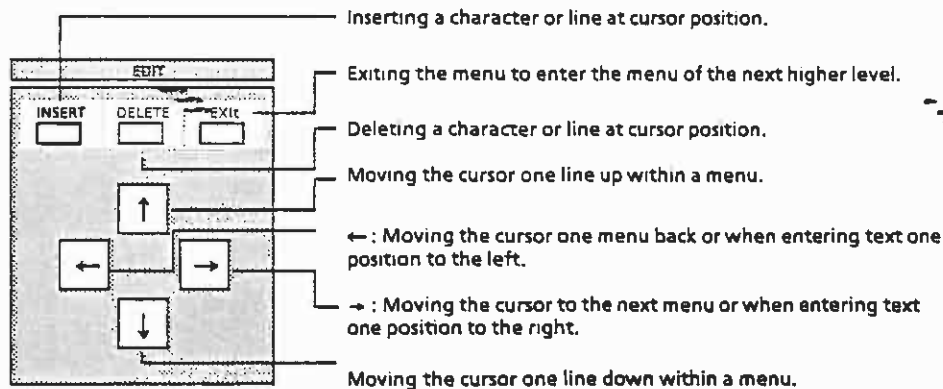 Inserting a character or line at cursor position.
EDIT
Exiting the menu to enter the menu of the next higher level.
INSERT DELETE EXIt
Deleting a character or line at cursor position.
Moving the cursor one line up within a menu.
↑
← : Moving the cursor one menu back or when entering text one
position to the left.
← →
→ : Moving the cursor to the next menu or when entering text
one position to the right.
↓
Moving the cursor one line down within a menu.